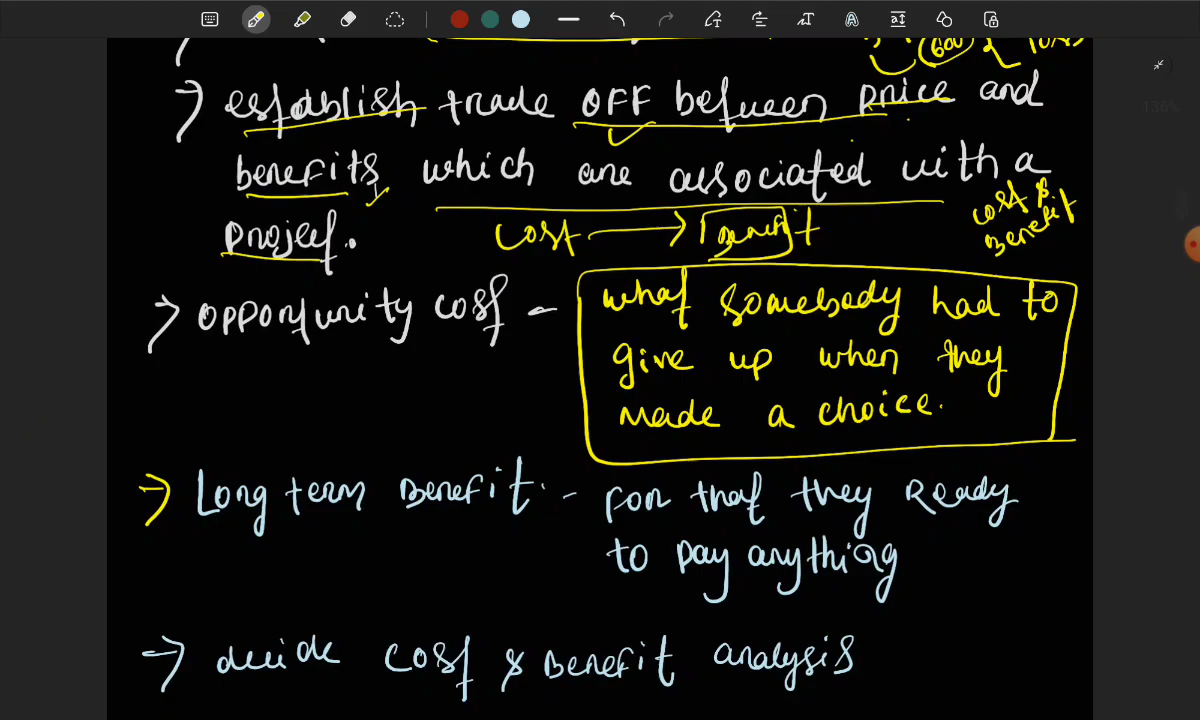 600
→ establish trade OFF between price and
benefits which are associated with a
project. cost → Benefit
cost & Benefit
→ opportunity cost - what somebody had to
give up when they
made a choice.
→ Long term Benefit. - For that they Ready
to pay anything
→ decide cost & Benefit analysis
136%